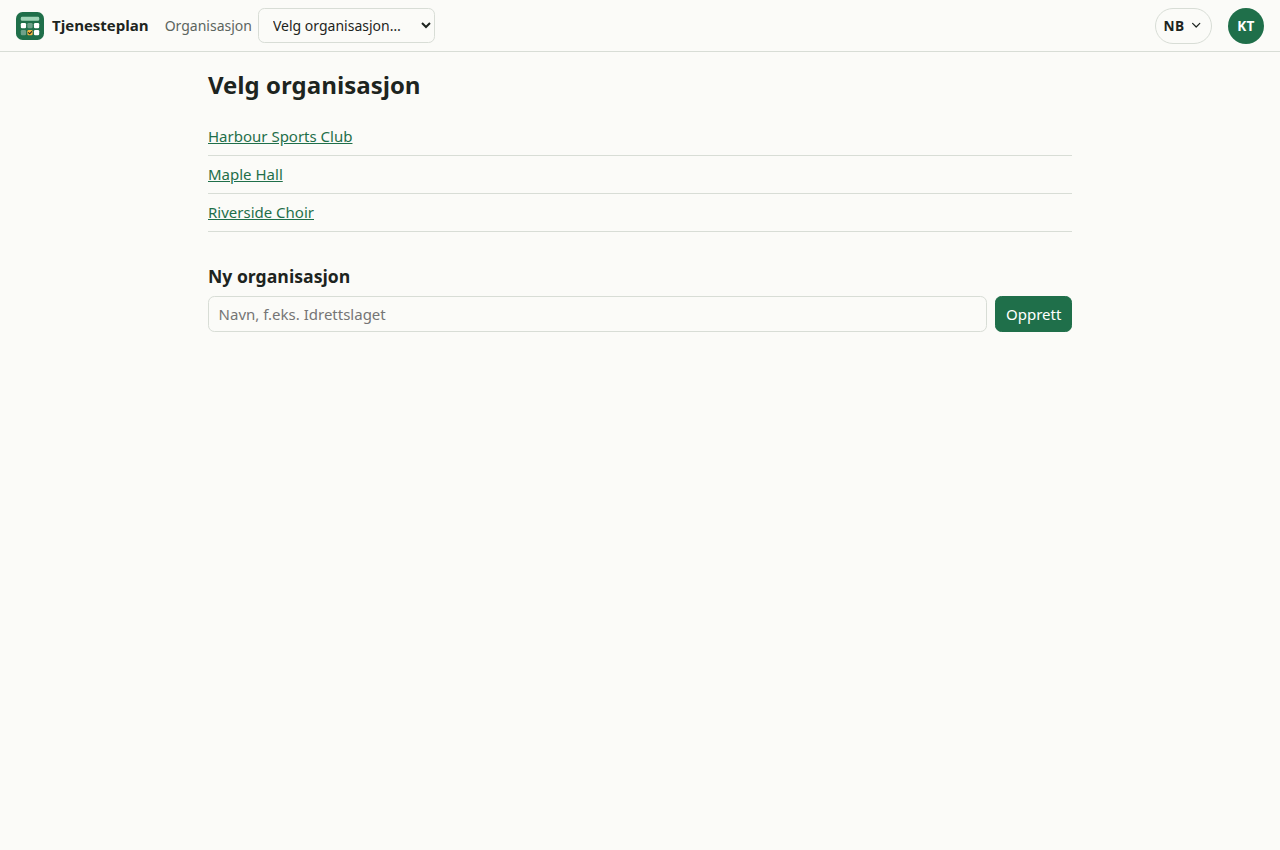 Tjenesteplan Organisasjon Velg organisasjon... NB KT
Velg organisasjon
Harbour Sports Club
Maple Hall
Riverside Choir
Ny organisasjon
Navn, f.eks. Idrettslaget Opprett